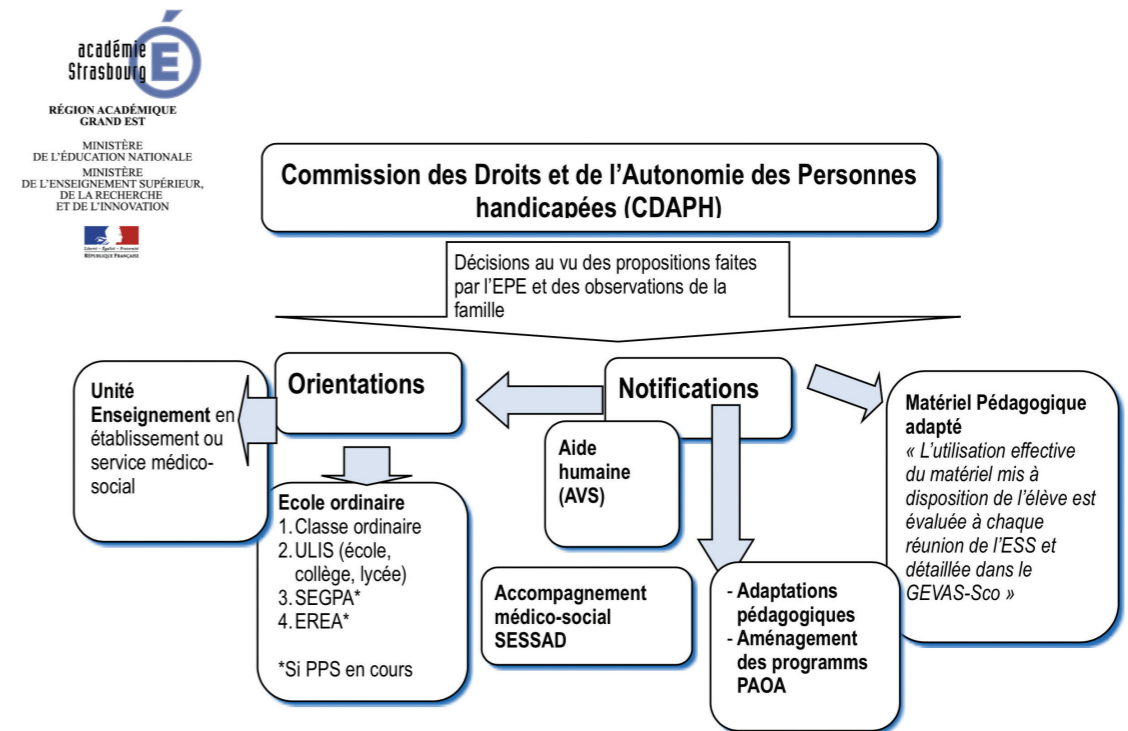 académie
Strasbourg
É
RÉGION ACADÉMIQUE
GRAND EST
MINISTÈRE
DE L'ÉDUCATION NATIONALE
MINISTÈRE
DE L'ENSEIGNEMENT SUPÉRIEUR,
DE LA RECHERCHE
ET DE L'INNOVATION
Liberté • Égalité • Fraternité
RÉPUBLIQUE FRANÇAISE
Commission des Droits et de l'Autonomie des Personnes
handicapées (CDAPH)
Décisions au vu des propositions faites
par l'EPE et des observations de la
famille
Unité
Enseignement en
établissement ou
service médico-
social
Orientations
Notifications
Matériel Pédagogique
adapté
« L'utilisation effective
du matériel mis à
disposition de l'élève est
évaluée à chaque
réunion de l'ESS et
détaillée dans le
GEVAS-Sco »
Aide
humaine
(AVS)
Ecole ordinaire
1. Classe ordinaire
2. ULIS (école,
collège, lycée)
3. SEGPA*
4. EREA*
*Si PPS en cours
Accompagnement
médico-social
SESSAD
- Adaptations
pédagogiques
- Aménagement
des programms
PAOA